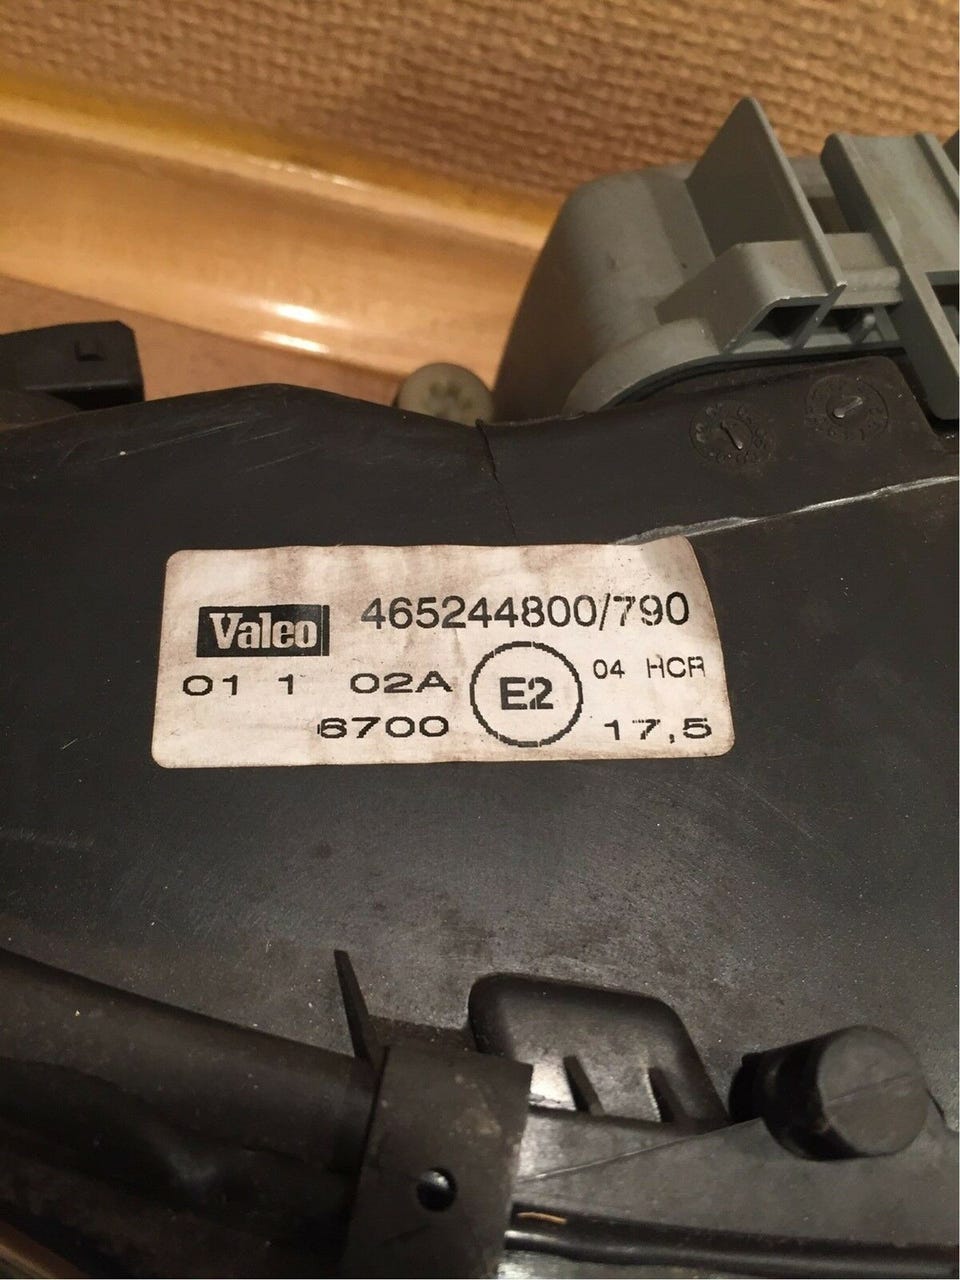 Valeo 465244800/790
01 1 02A E2 04 HCR
6700 17,5